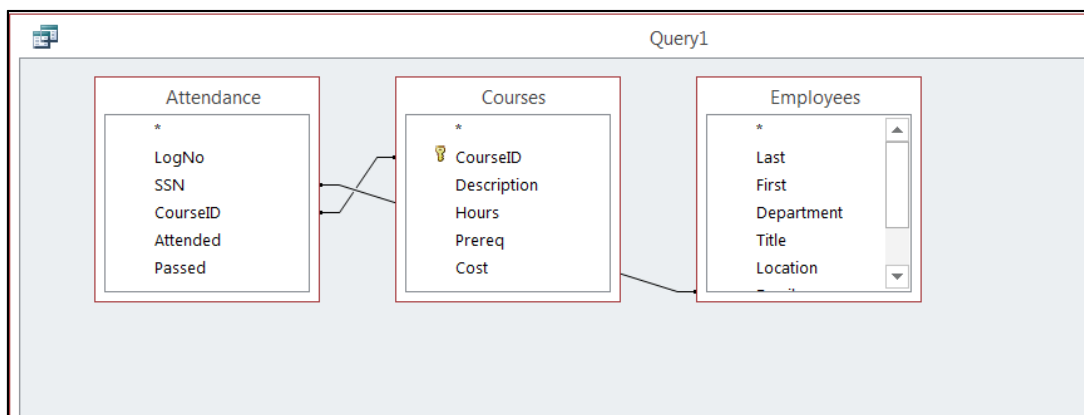 Query1
Attendance
*
LogNo
SSN
CourseID
Attended
Passed
Courses
*
CourseID
Description
Hours
Prereq
Cost
Employees
*
Last
First
Department
Title
Location